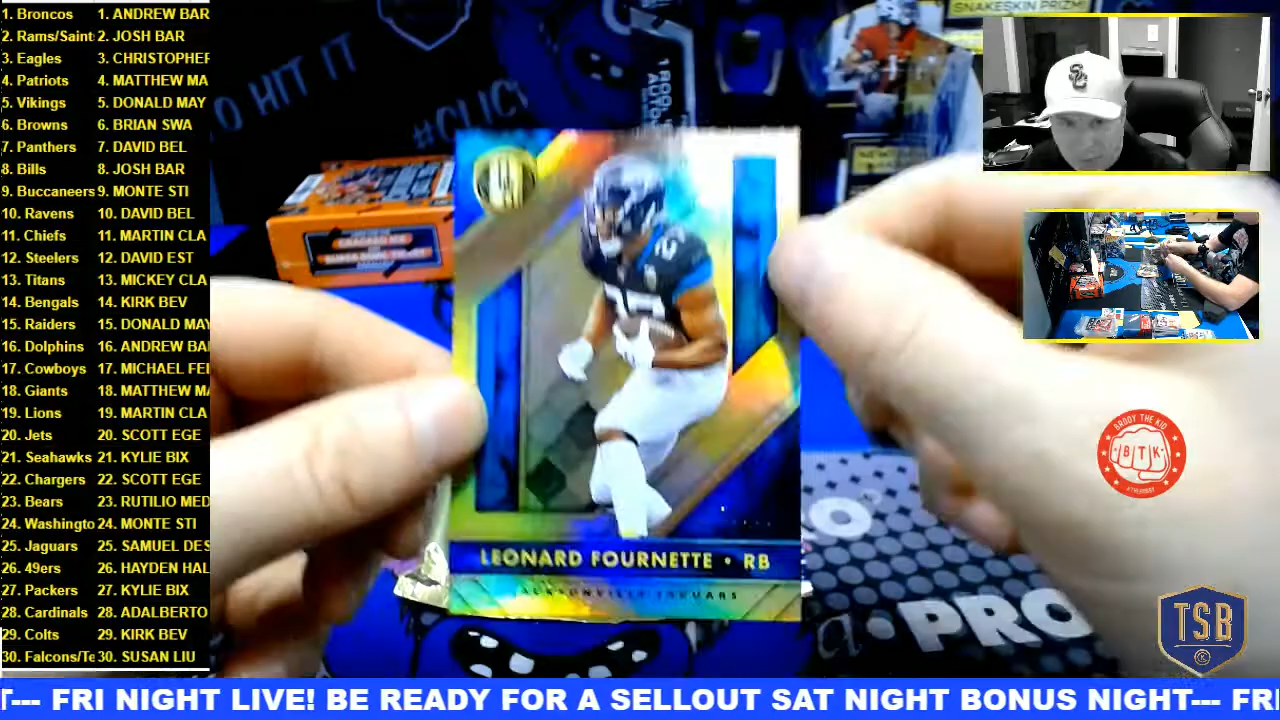 1. Broncos 1. ANDREW BAR
2. Rams/Saint 2. JOSH BAR
3. Eagles 3. CHRISTOPHER
4. Patriots 4. MATTHEW MA
5. Vikings 5. DONALD MAY
6. Browns 6. BRIAN SWA
7. Panthers 7. DAVID BEL
8. Bills 8. JOSH BAR
9. Buccaneers 9. MONTE STI
10. Ravens 10. DAVID BEL
11. Chiefs 11. MARTIN CLA
12. Steelers 12. DAVID EST
13. Titans 13. MICKEY CLA
14. Bengals 14. KIRK BEV
15. Raiders 15. DONALD MAY
16. Dolphins 16. ANDREW BA
17. Cowboys 17. MICHAEL FE
18. Giants 18. MATTHEW M
19. Lions 19. MARTIN CLA
20. Jets 20. SCOTT EGE
21. Seahawks 21. KYLIE BIX
22. Chargers 22. SCOTT EGE
23. Bears 23. RUTILIO MED
24. Washingto 24. MONTE STI
25. Jaguars 25. SAMUEL DES
26. 49ers 26. HAYDEN HAL
27. Packers 27. KYLIE BIX
28. Cardinals 28. ADALBERTO
29. Colts 29. KIRK BEV
30. Falcons/Te 30. SUSAN LIU
O HIT IT
#CLICK
SNAKESKIN PRIZM!
SC
LEONARD FOURNETTE • RB
JACKSONVILLE JAGUARS
BRODY THE KID
BTK
PRO
a•PRO
TSB
T--- FRI NIGHT LIVE! BE READY FOR A SELLOUT SAT NIGHT BONUS NIGHT--- FRI